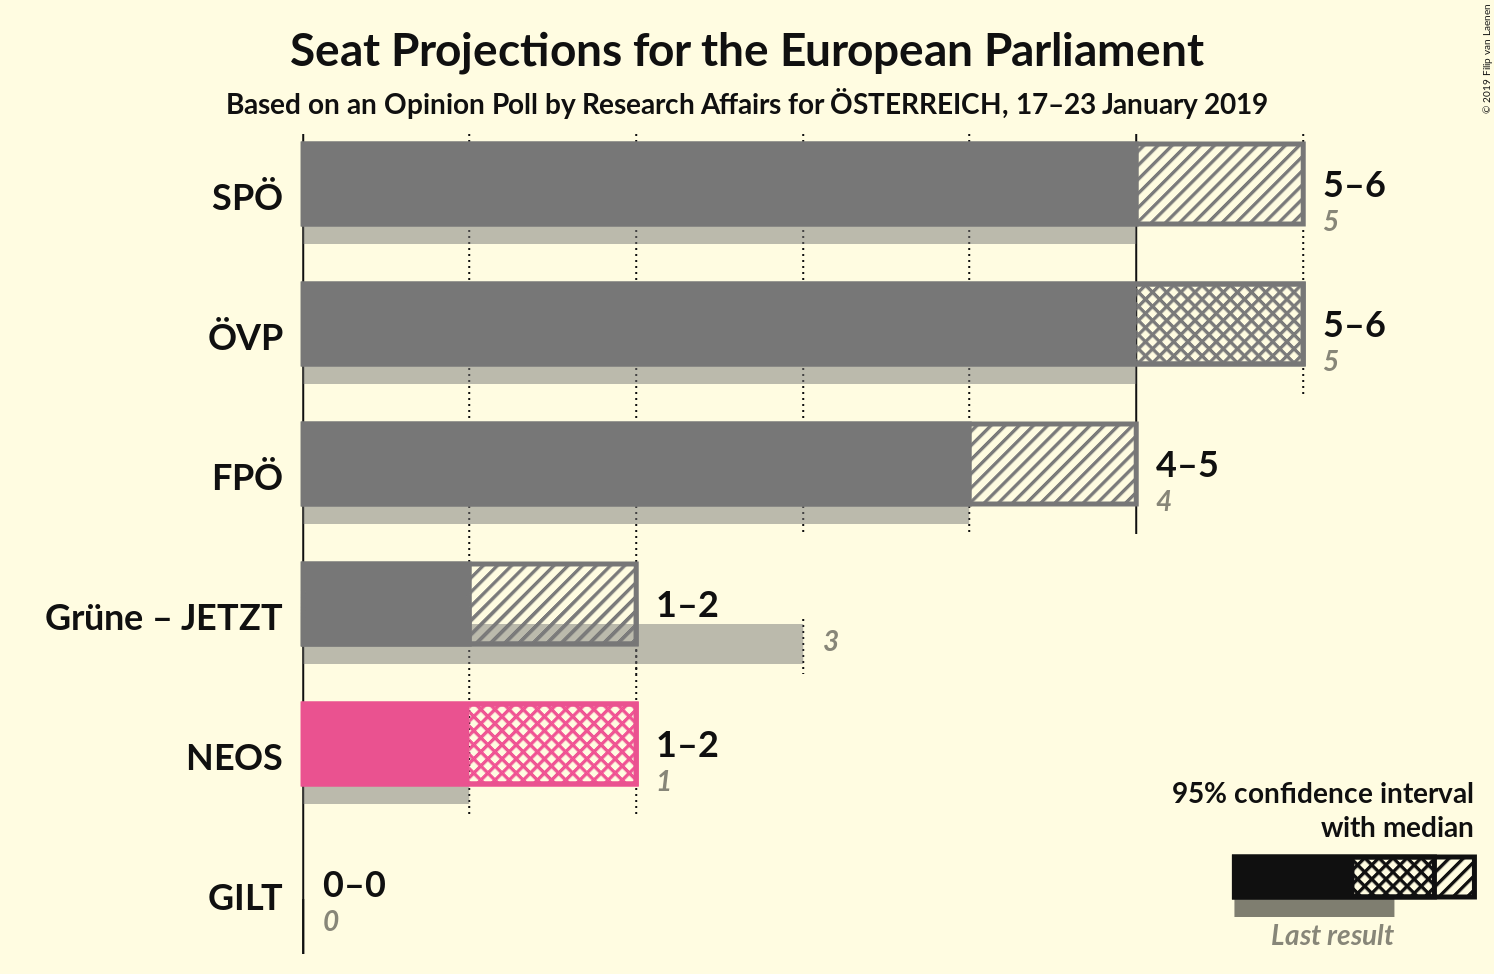 Seat Projections for the European Parliament
Based on an Opinion Poll by Research Affairs for ÖSTERREICH, 17–23 January 2019
© 2019 Filip van Laenen
SPÖ
5–6
5
ÖVP
5–6
5
FPÖ
4–5
4
Grüne – JETZT
1–2
3
NEOS
1–2
1
GILT
0–0
0
95% confidence interval
with median
Last result